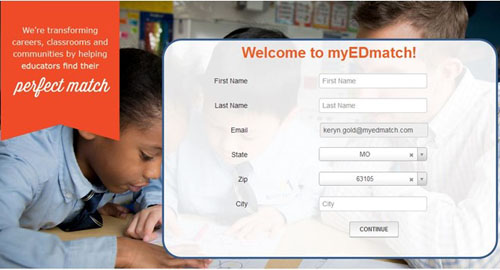 We're transforming
careers, classrooms and
communities by helping
educators find their
perfect match
Welcome to myEDmatch!
First Name First Name
Last Name Last Name
Email keryn.gold@myedmatch.com
State MO
Zip 63105
City City
CONTINUE